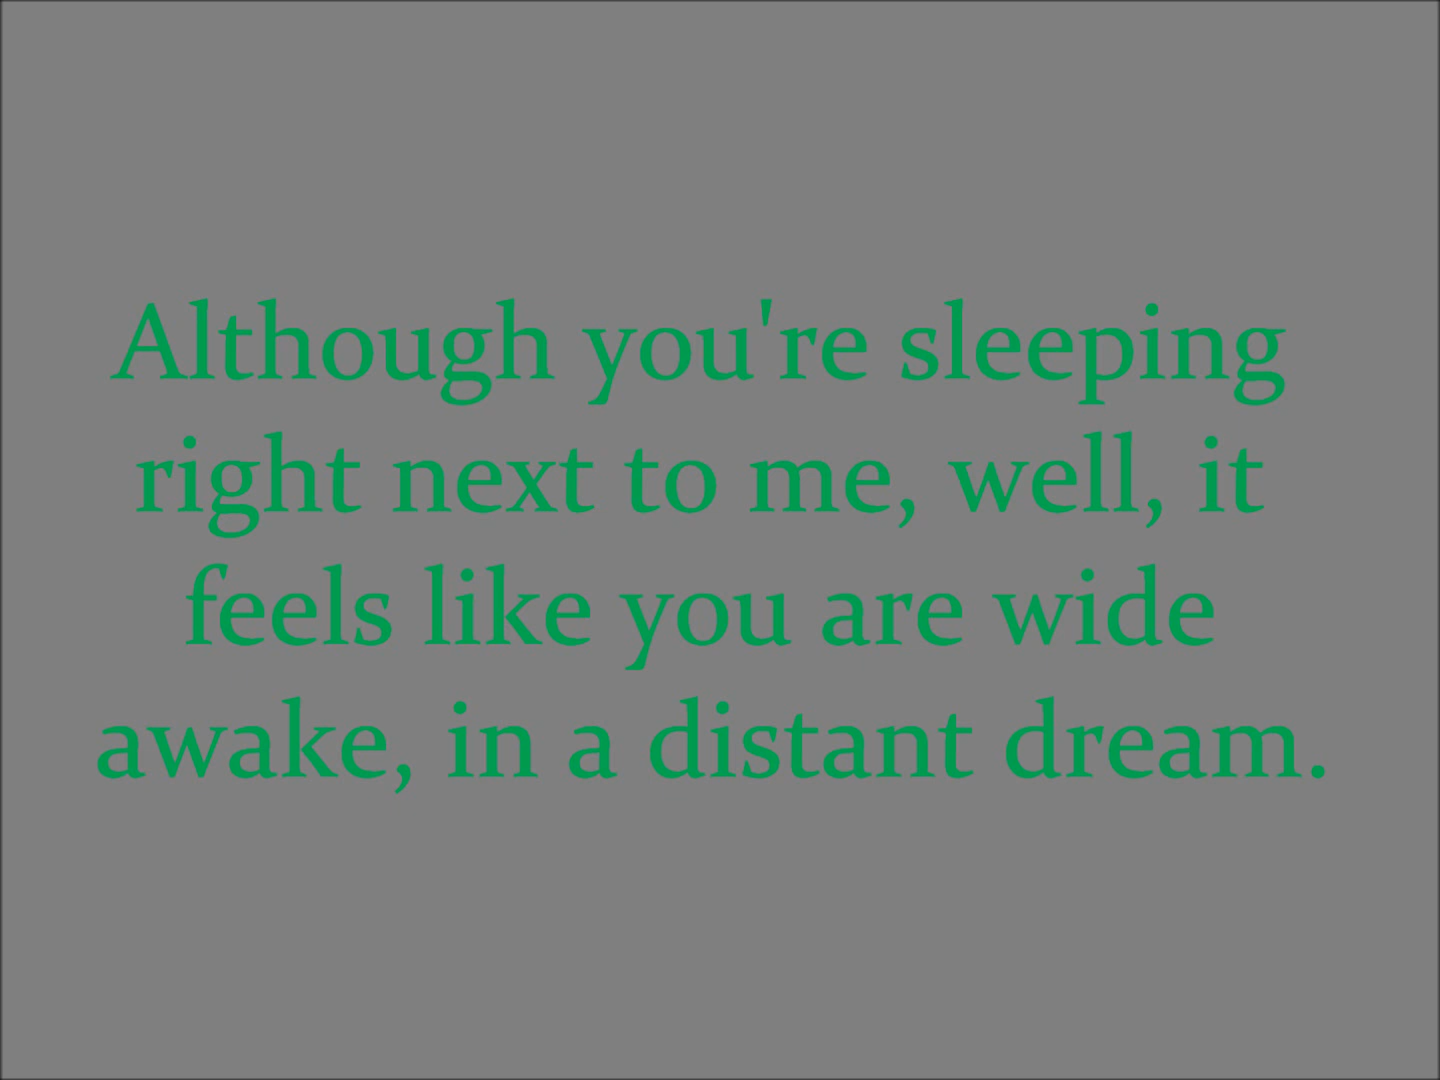 Although you're sleeping
right next to me, well, it
feels like you are wide
awake, in a distant dream.